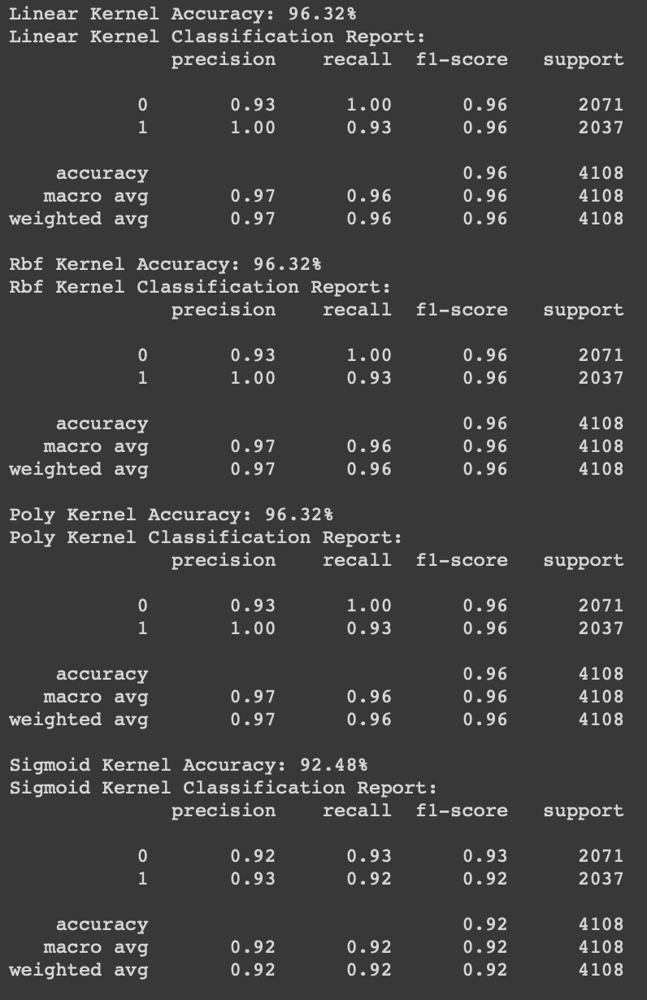 Linear Kernel Accuracy: 96.32%
Linear Kernel Classification Report:
              precision    recall  f1-score   support

           0       0.93      1.00      0.96      2071
           1       1.00      0.93      0.96      2037

    accuracy                           0.96      4108
   macro avg       0.97      0.96      0.96      4108
weighted avg       0.97      0.96      0.96      4108

Rbf Kernel Accuracy: 96.32%
Rbf Kernel Classification Report:
              precision    recall  f1-score   support

           0       0.93      1.00      0.96      2071
           1       1.00      0.93      0.96      2037

    accuracy                           0.96      4108
   macro avg       0.97      0.96      0.96      4108
weighted avg       0.97      0.96      0.96      4108

Poly Kernel Accuracy: 96.32%
Poly Kernel Classification Report:
              precision    recall  f1-score   support

           0       0.93      1.00      0.96      2071
           1       1.00      0.93      0.96      2037

    accuracy                           0.96      4108
   macro avg       0.97      0.96      0.96      4108
weighted avg       0.97      0.96      0.96      4108

Sigmoid Kernel Accuracy: 92.48%
Sigmoid Kernel Classification Report:
              precision    recall  f1-score   support

           0       0.92      0.93      0.93      2071
           1       0.93      0.92      0.92      2037

    accuracy                           0.92      4108
   macro avg       0.92      0.92      0.92      4108
weighted avg       0.92      0.92      0.92      4108